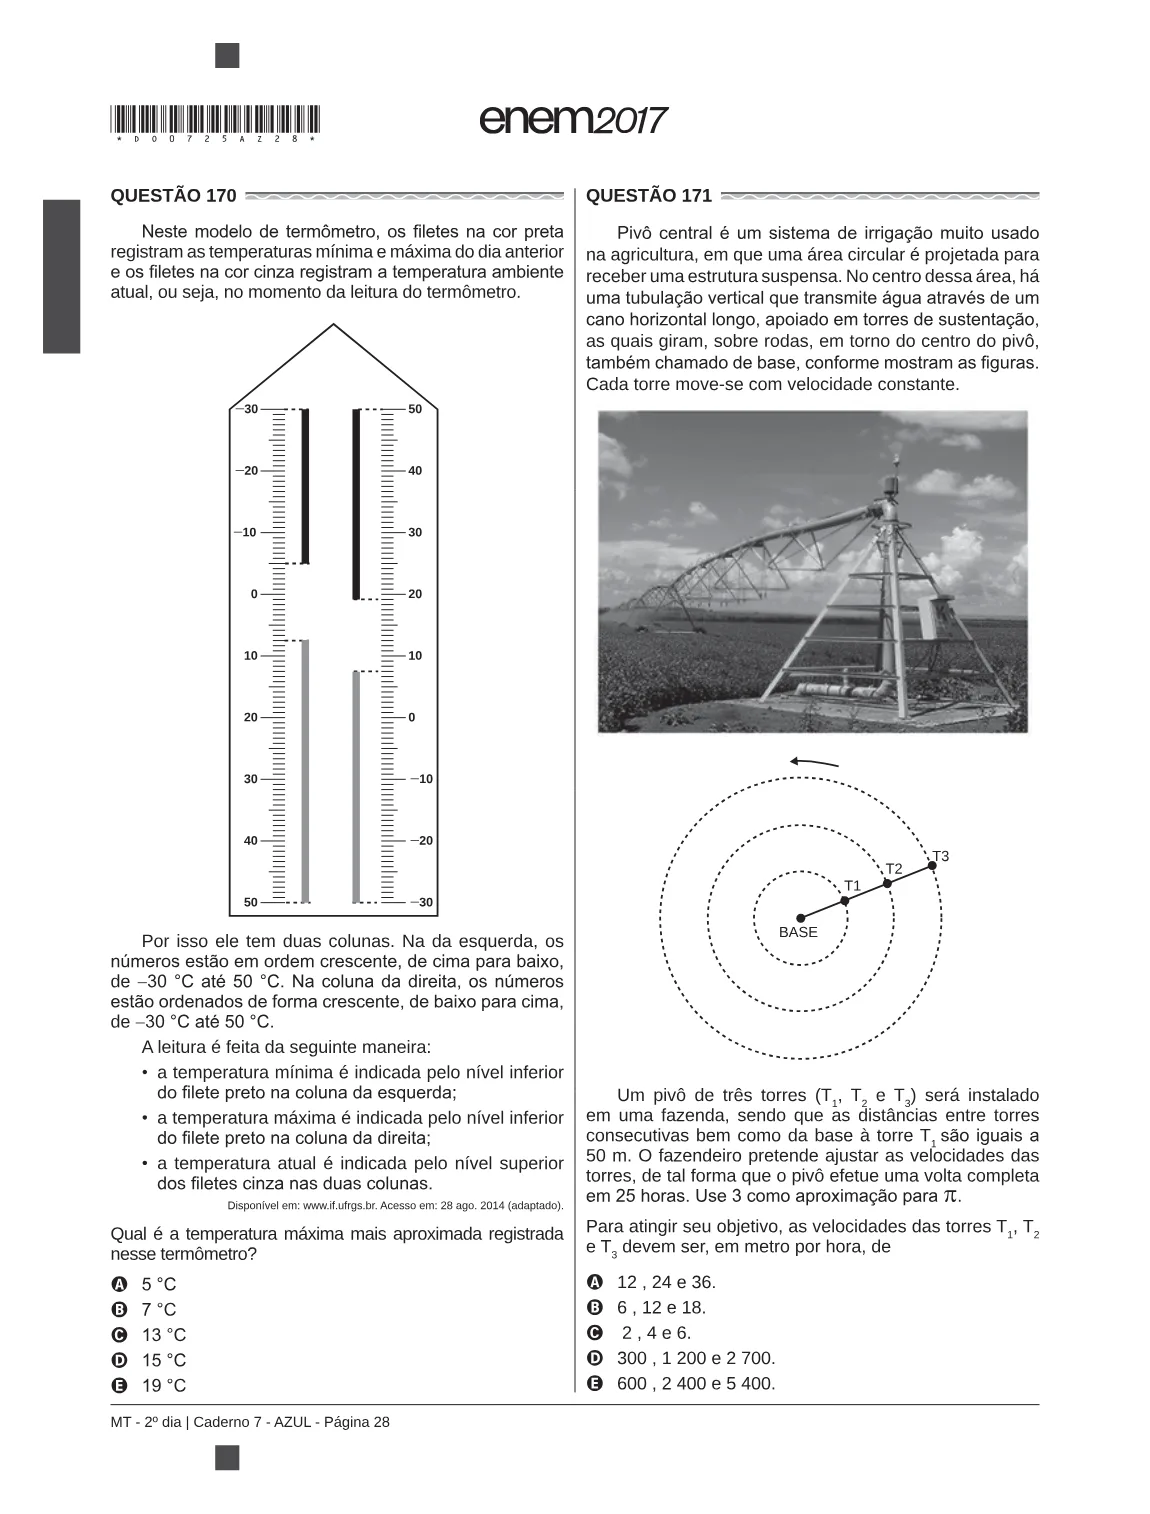 *DO0725AZ28*
enem2017
QUESTÃO 170
Neste modelo de termômetro, os filetes na cor preta
registram as temperaturas mínima e máxima do dia anterior
e os filetes na cor cinza registram a temperatura ambiente
atual, ou seja, no momento da leitura do termômetro.
–30 50
–20 40
–10 30
0 20
10 10
20 0
30 –10
40 –20
50 –30
Por isso ele tem duas colunas. Na da esquerda, os
números estão em ordem crescente, de cima para baixo,
de –30 °C até 50 °C. Na coluna da direita, os números
estão ordenados de forma crescente, de baixo para cima,
de –30 °C até 50 °C.
A leitura é feita da seguinte maneira:
• a temperatura mínima é indicada pelo nível inferior
do filete preto na coluna da esquerda;
• a temperatura máxima é indicada pelo nível inferior
do filete preto na coluna da direita;
• a temperatura atual é indicada pelo nível superior
dos filetes cinza nas duas colunas.
Disponível em: www.if.ufrgs.br. Acesso em: 28 ago. 2014 (adaptado).
Qual é a temperatura máxima mais aproximada registrada
nesse termômetro?
A 5 °C
B 7 °C
C 13 °C
D 15 °C
E 19 °C
QUESTÃO 171
Pivô central é um sistema de irrigação muito usado
na agricultura, em que uma área circular é projetada para
receber uma estrutura suspensa. No centro dessa área, há
uma tubulação vertical que transmite água através de um
cano horizontal longo, apoiado em torres de sustentação,
as quais giram, sobre rodas, em torno do centro do pivô,
também chamado de base, conforme mostram as figuras.
Cada torre move-se com velocidade constante.
T3
T2
T1
BASE
Um pivô de três torres (T₁, T₂ e T₃) será instalado
em uma fazenda, sendo que as distâncias entre torres
consecutivas bem como da base à torre T₁ são iguais a
50 m. O fazendeiro pretende ajustar as velocidades das
torres, de tal forma que o pivô efetue uma volta completa
em 25 horas. Use 3 como aproximação para π.
Para atingir seu objetivo, as velocidades das torres T₁, T₂
e T₃ devem ser, em metro por hora, de
A 12 , 24 e 36.
B 6 , 12 e 18.
C 2 , 4 e 6.
D 300 , 1 200 e 2 700.
E 600 , 2 400 e 5 400.
MT - 2º dia | Caderno 7 - AZUL - Página 28